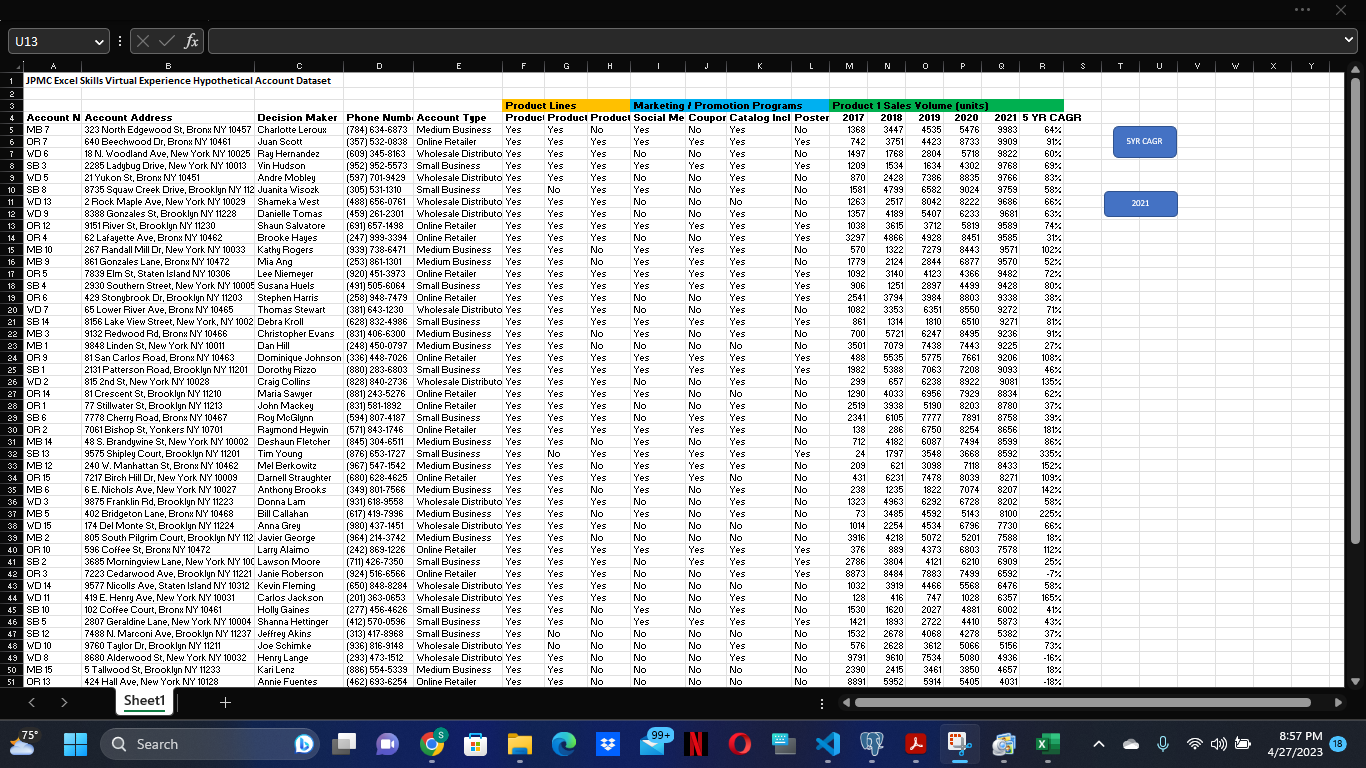 U13
fx
A B C D E F G H I J K L M N O P Q R S T U V W X Y
1 JPMC Excel Skills Virtual Experience Hypothetical Account Dataset
2
3 Product Lines Marketing / Promotion Programs Product 1 Sales Volume (units)
4 Account N Account Address Decision Maker Phone Numb Account Type Product Product Product Social Me Coupor Catalog Incl Poster 2017 2018 2019 2020 2021 5 YR CAGR
5 MB 7 323 North Edgewood St, Bronx NY 10457 Charlotte Leroux (784) 634-6873 Medium Business Yes Yes Yes Yes Yes Yes No 1368 3447 4535 5476 9983 64%
6 OR 7 640 Beechwood Dr, Bronx NY 10461 Juan Scott (357) 532-0838 Online Retailer Yes Yes Yes Yes Yes Yes Yes 742 3751 4423 8733 9909 91%
7 WD 6 18 N. Woodland Ave, New York NY 10025 Ray Hernandez (609) 345-8163 Wholesale Distributo Yes Yes Yes No No Yes No 1497 1768 2804 5718 9822 60%
8 SB 3 2285 Ladybug Drive, New York NY 10013 Vin Hudson (952) 952-5573 Small Business Yes Yes Yes Yes Yes Yes Yes 1209 1534 1634 4302 9768 69%
9 WD 5 21 Yukon St, Bronx NY 10451 Andre Mobley (597) 701-9429 Wholesale Distributo Yes Yes Yes No No Yes No 870 2428 7386 8835 9766 83%
10 SB 8 8735 Squaw Creek Drive, Brooklyn NY 112 Juanita Visozk (305) 531-1310 Small Business Yes No Yes Yes No Yes No 1581 4799 6582 9024 9759 58%
11 WD 13 2 Rock Maple Ave, New York NY 10029 Shameka West (488) 656-0761 Wholesale Distributo Yes Yes Yes No No No No 1263 2517 8042 8222 9686 66%
12 WD 9 8388 Gonzales St, Brooklyn NY 11228 Danielle Tomas (459) 261-2301 Wholesale Distributo Yes Yes Yes Yes No Yes No 1357 4189 5407 6233 9681 63%
13 OR 12 9151 River St, Brooklyn NY 11230 Shaun Salvatore (691) 657-1498 Online Retailer Yes Yes No Yes Yes Yes Yes 1038 3615 3712 5819 9589 74%
14 OR 4 62 Lafayette Ave, Bronx NY 10462 Brooke Hayes (247) 999-3394 Online Retailer Yes Yes Yes No No Yes Yes 3297 4866 4928 8451 9585 31%
15 MB 10 267 Randall Mill Dr, New York NY 10033 Kathy Rogers (939) 738-6471 Medium Business Yes Yes No Yes Yes Yes No 570 1322 7279 8443 9571 102%
16 MB 9 861 Gonzales Lane, Bronx NY 10472 Mia Ang (253) 861-1301 Medium Business Yes Yes No Yes Yes Yes No 1779 2124 2844 6877 9570 52%
17 OR 5 7839 Elm St, Staten Island NY 10306 Lee Niemeyer (920) 451-3973 Online Retailer Yes Yes Yes Yes Yes Yes Yes 1092 3140 4123 4366 9482 72%
18 SB 4 2930 Southern Street, New York NY 10005 Susana Huels (491) 505-6064 Small Business Yes Yes Yes Yes Yes Yes Yes 906 1251 2897 4499 9428 80%
19 OR 6 429 Stonybrook Dr, Brooklyn NY 11203 Stephen Harris (258) 948-7479 Online Retailer Yes Yes Yes No No Yes Yes 2541 3794 3984 8803 9338 38%
20 WD 7 65 Lower River Ave, Bronx NY 10465 Thomas Stewart (381) 643-1230 Wholesale Distributo Yes Yes Yes Yes No Yes No 1082 3353 6351 8550 9272 71%
21 SB 14 8156 Lake View Street, New York, NY 1002 Debra Kroll (628) 832-4986 Small Business Yes Yes Yes Yes Yes Yes Yes 861 1314 1810 6510 9271 81%
22 MB 3 9132 Redwood Rd, Bronx NY 10466 Christopher Evans (831) 406-6300 Medium Business Yes Yes No Yes No Yes No 700 5721 6247 8495 9236 91%
23 MB 1 9848 Linden St, New York NY 10011 Dan Hill (248) 450-0797 Medium Business Yes Yes No No No No No 3501 7079 7438 7443 9225 27%
24 OR 9 81 San Carlos Road, Bronx NY 10463 Dominique Johnson (336) 448-7026 Online Retailer Yes Yes Yes Yes Yes Yes Yes 488 5535 5775 7661 9206 108%
25 SB 1 2131 Patterson Road, Brooklyn NY 11201 Dorothy Rizzo (880) 283-6803 Small Business Yes Yes Yes Yes Yes Yes Yes 1982 5388 7063 7208 9093 46%
26 WD 2 815 2nd St, New York NY 10028 Craig Collins (828) 840-2736 Wholesale Distributo Yes Yes Yes No No Yes No 299 657 6238 8922 9081 135%
27 OR 14 81 Crescent St, Brooklyn NY 11210 Maria Sawyer (881) 243-5276 Online Retailer Yes Yes Yes No No Yes No 1290 4033 6956 7929 8834 62%
28 OR 1 77 Stillwater St, Brooklyn NY 11213 John Mackey (831) 581-1892 Online Retailer Yes Yes Yes No No Yes No 2519 3938 5190 8203 8780 37%
29 SB 6 7778 Cherry Road, Bronx NY 10467 Roy McGlynn (594) 807-4187 Small Business Yes Yes Yes No Yes No No 2341 6105 7777 7891 8758 39%
30 OR 2 7061 Bishop St, Yonkers NY 10701 Raymond Heywin (571) 843-1746 Online Retailer Yes Yes Yes No No Yes No 138 286 6750 8254 8656 181%
31 MB 14 48 S. Brandywine St, New York NY 10002 Deshaun Fletcher (845) 304-6511 Medium Business Yes Yes No Yes No Yes No 712 4182 6087 7494 8599 86%
32 SB 13 9575 Shipley Court, Brooklyn NY 11201 Tim Young (876) 653-1727 Small Business Yes No Yes Yes Yes Yes Yes 24 1797 3548 3668 8592 335%
33 MB 12 240 W. Manhattan St, Bronx NY 10462 Mel Berkowitz (967) 547-1542 Medium Business Yes Yes No Yes Yes Yes No 209 621 3098 7118 8433 152%
34 OR 15 7217 Birch Hill Dr, New York NY 10009 Darnell Straughter (680) 628-4625 Online Retailer Yes Yes Yes Yes No Yes No 431 6231 7478 8039 8271 109%
35 MB 6 6 E. Nichols Ave, New York NY 10027 Anthony Brooks (349) 801-7566 Medium Business Yes Yes No Yes Yes Yes No 238 1235 1822 7074 8207 142%
36 WD 3 9875 Franklin Rd, Brooklyn NY 11223 Donna Lam (931) 618-9558 Wholesale Distributo Yes Yes Yes No No Yes No 1323 4963 6292 6728 8202 58%
37 MB 5 402 Bridgeton Lane, Bronx NY 10468 Bill Callahan (617) 419-7996 Medium Business Yes Yes No Yes No Yes No 73 3485 4592 5143 8100 225%
38 WD 15 174 Del Monte St, Brooklyn NY 11224 Anna Grey (980) 437-1451 Wholesale Distributo Yes Yes Yes No No No No 1014 2254 4534 6796 7730 66%
39 MB 2 805 South Pilgrim Court, Brooklyn NY 112 Javier George (964) 214-3742 Medium Business Yes Yes No No No No No 3916 4218 5072 5201 7588 18%
40 OR 10 596 Coffee St, Bronx NY 10472 Larry Alaimo (242) 869-1226 Online Retailer Yes Yes Yes Yes Yes Yes Yes 376 889 4373 6803 7578 112%
41 SB 2 3685 Morningview Lane, New York NY 100 Lawson Moore (711) 426-7350 Small Business Yes Yes Yes No Yes Yes Yes 2786 3804 4121 6210 6909 25%
42 OR 3 7223 Cedarwood Ave, Brooklyn NY 11221 Janie Roberson (924) 516-6566 Online Retailer Yes Yes Yes No No Yes Yes 8873 8484 7883 7499 6592 -7%
43 WD 14 9577 Nicolls Ave, Staten Island NY 10312 Kevin Fleming (650) 848-8284 Wholesale Distributo Yes Yes Yes No No No No 1032 3919 4466 5568 6476 58%
44 WD 11 419 E. Henry Ave, New York NY 10031 Carlos Jackson (201) 363-0653 Wholesale Distributo Yes Yes Yes No No Yes No 128 416 747 1028 6357 165%
45 SB 10 102 Coffee Court, Bronx NY 10461 Holly Gaines (277) 456-4626 Small Business Yes Yes No Yes No No No 1530 1620 2027 4881 6002 41%
46 SB 5 2807 Geraldine Lane, New York NY 10004 Shanna Hettinger (412) 570-0596 Small Business Yes Yes No Yes Yes Yes Yes 1421 1893 2722 4410 5873 43%
47 SB 12 7488 N. Marconi Ave, Brooklyn NY 11237 Jeffrey Akins (313) 417-8968 Small Business Yes No No No No No No 1532 2678 4068 4278 5382 37%
48 WD 10 9760 Taylor Dr, Brooklyn NY 11211 Joe Schimke (936) 816-9148 Wholesale Distributo Yes No No No No Yes No 576 2628 3612 5066 5156 73%
49 WD 8 8680 Alderwood St, New York NY 10032 Henry Lange (293) 473-1512 Wholesale Distributo Yes Yes No No No Yes No 9791 9610 7534 5080 4936 -16%
50 MB 15 5 Tallwood St, Brooklyn NY 11233 Kari Lenz (886) 554-5339 Medium Business Yes Yes No No No No No 2390 2415 3461 3850 4657 18%
51 OR 13 424 Hall Ave, New York NY 10128 Annie Fuentes (462) 693-6254 Online Retailer Yes Yes Yes No No Yes No 8891 5952 5914 5405 4031 -18%
5YR CAGR
2021
Sheet1
75°
Search
S
99+
8:57 PM
4/27/2023
18